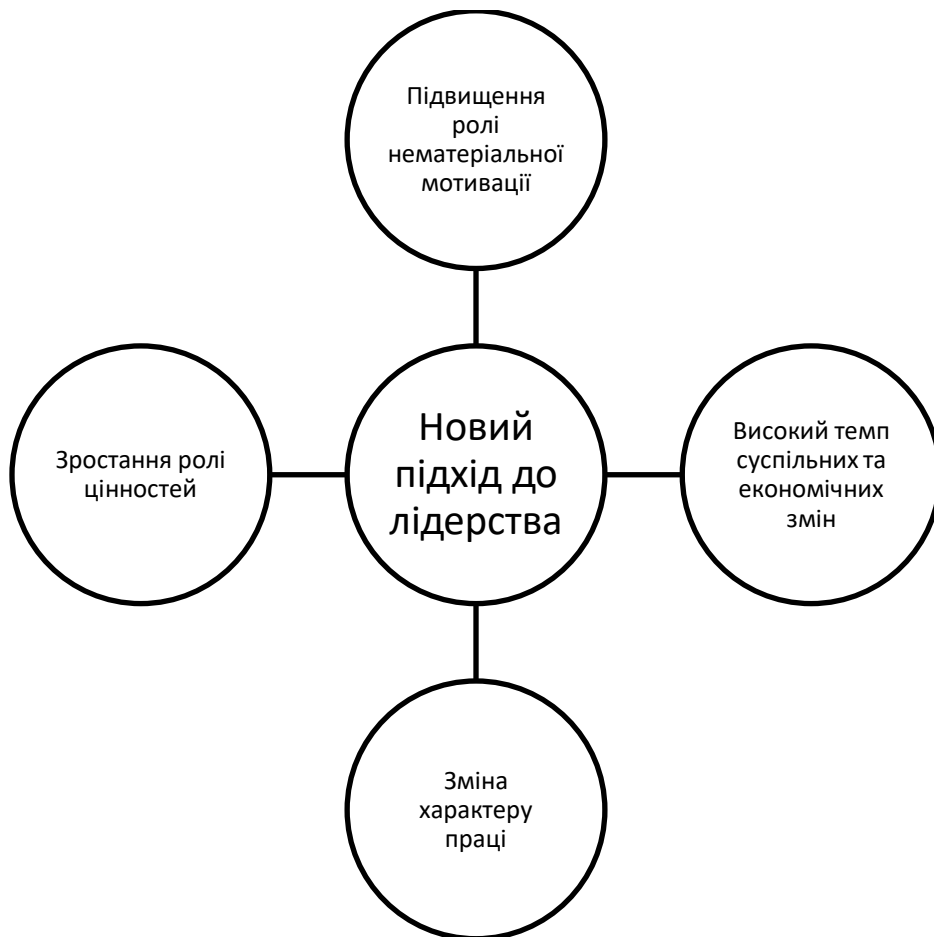 Підвищення
ролі
нематеріальної
мотивації
Зростання ролі
цінностей
Новий
підхід до
лідерства
Високий темп
суспільних та
економічних
змін
Зміна
характеру
праці